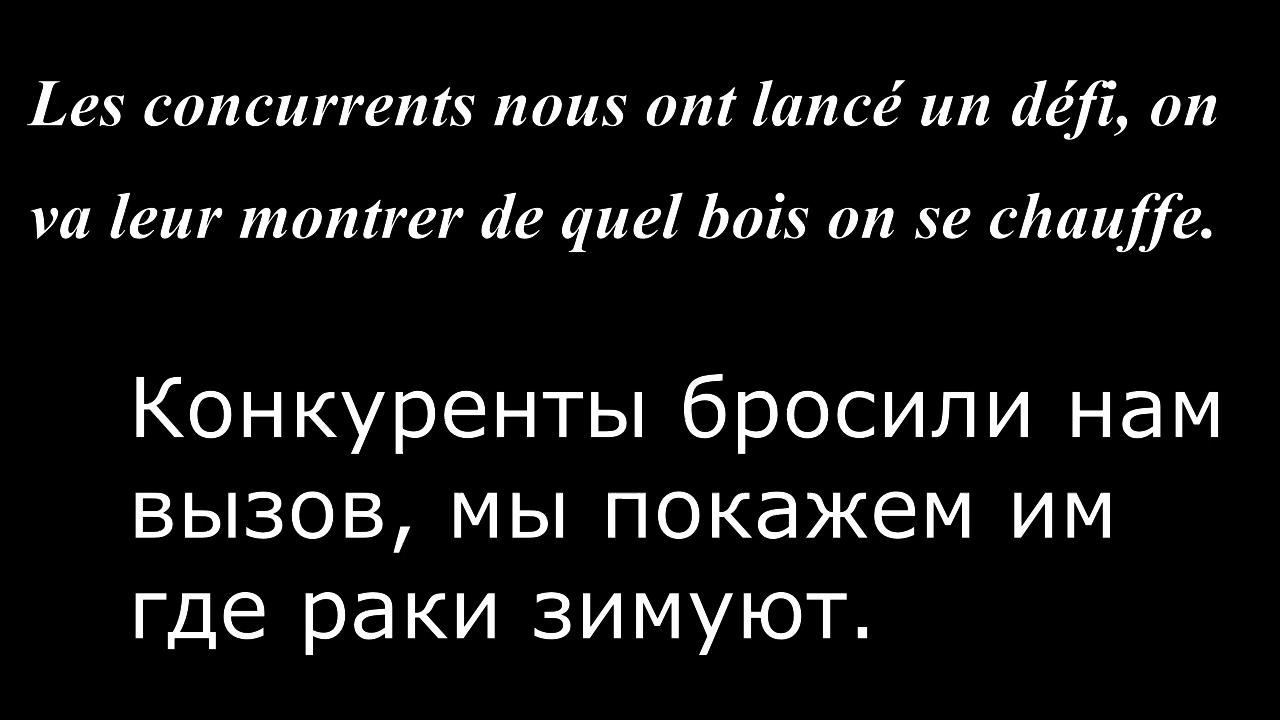 Les concurrents nous ont lancé un défi, on
va leur montrer de quel bois on se chauffe.
Конкуренты бросили нам
вызов, мы покажем им
где раки зимуют.